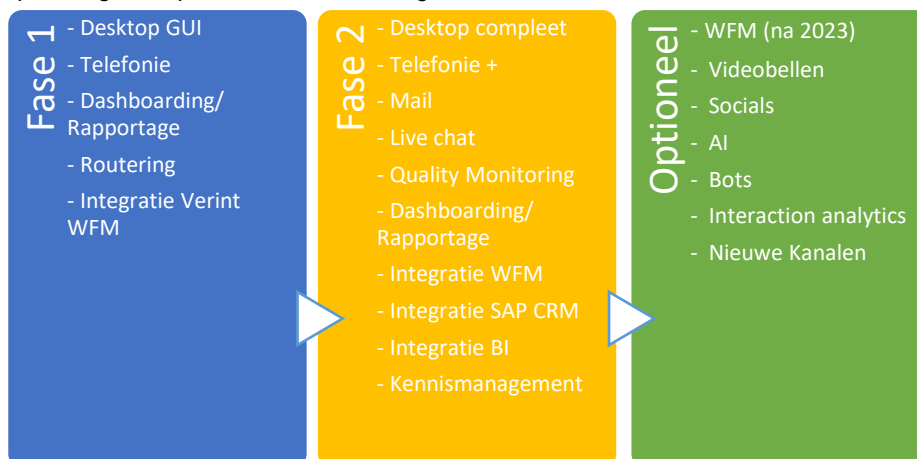 Fase 1
- Desktop GUI
- Telefonie
- Dashboarding/
Rapportage
- Routering
- Integratie Verint
WFM
Fase 2
- Desktop compleet
- Telefonie +
- Mail
- Live chat
- Quality Monitoring
- Dashboarding/
Rapportage
- Integratie WFM
- Integratie SAP CRM
- Integratie BI
- Kennismanagement
Optioneel
- WFM (na 2023)
- Videobellen
- Socials
- AI
- Bots
- Interaction analytics
- Nieuwe Kanalen